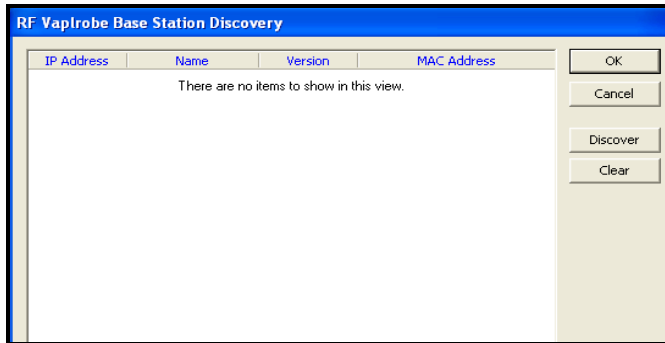 RF VapIrobe Base Station Discovery
IP Address Name Version MAC Address
There are no items to show in this view.
OK
Cancel
Discover
Clear